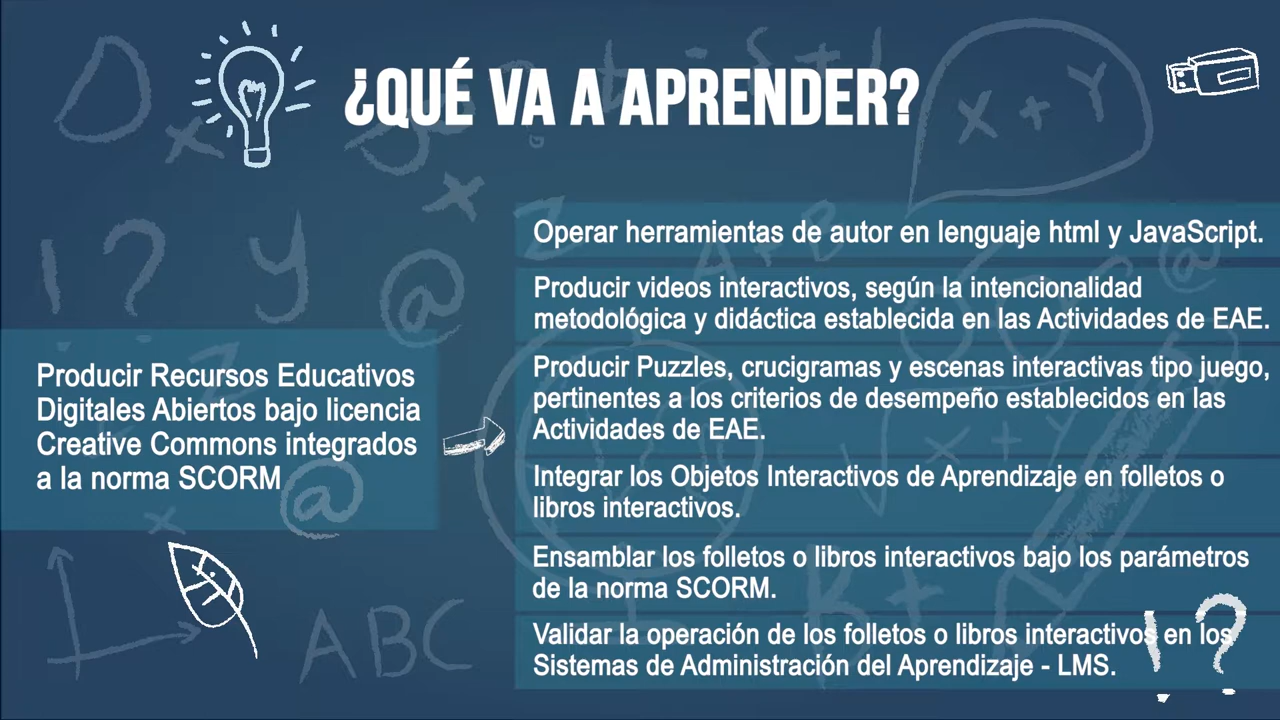 ¿QUÉ VA A APRENDER?
Producir Recursos Educativos
Digitales Abiertos bajo licencia
Creative Commons integrados
a la norma SCORM
Operar herramientas de autor en lenguaje html y JavaScript.
Producir videos interactivos, según la intencionalidad
metodológica y didáctica establecida en las Actividades de EAE.
Producir Puzzles, crucigramas y escenas interactivas tipo juego,
pertinentes a los criterios de desempeño establecidos en las
Actividades de EAE.
Integrar los Objetos Interactivos de Aprendizaje en folletos o
libros interactivos.
Ensamblar los folletos o libros interactivos bajo los parámetros
de la norma SCORM.
Validar la operación de los folletos o libros interactivos en los
Sistemas de Administración del Aprendizaje - LMS.
X + Y
! ?
y
@
@
ABC
! ?